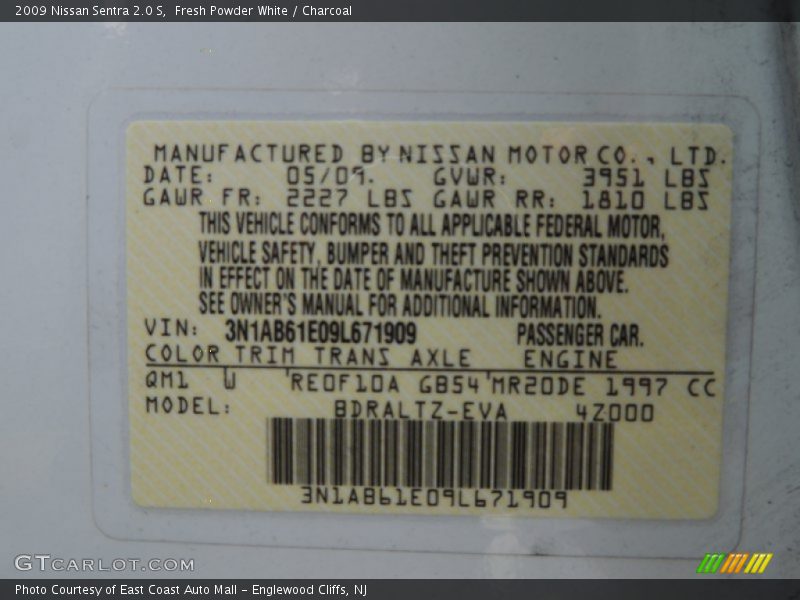 2009 Nissan Sentra 2.0 S, Fresh Powder White / Charcoal
MANUFACTURED BY NISSAN MOTOR CO., LTD.
DATE: 05/09. GVWR: 3951 LBS
GAWR FR: 2227 LBS GAWR RR: 1810 LBS
THIS VEHICLE CONFORMS TO ALL APPLICABLE FEDERAL MOTOR,
VEHICLE SAFETY, BUMPER AND THEFT PREVENTION STANDARDS
IN EFFECT ON THE DATE OF MANUFACTURE SHOWN ABOVE.
SEE OWNER'S MANUAL FOR ADDITIONAL INFORMATION.
VIN: 3N1AB61E09L671909 PASSENGER CAR.
COLOR TRIM TRANS AXLE ENGINE
QM1 W RE0F10A GB54 MR20DE 1997 CC
MODEL: BDRALTZ-EVA 4Z000
3N1AB61E09L671909
GTCARLOT.COM
Photo Courtesy of East Coast Auto Mall - Englewood Cliffs, NJ